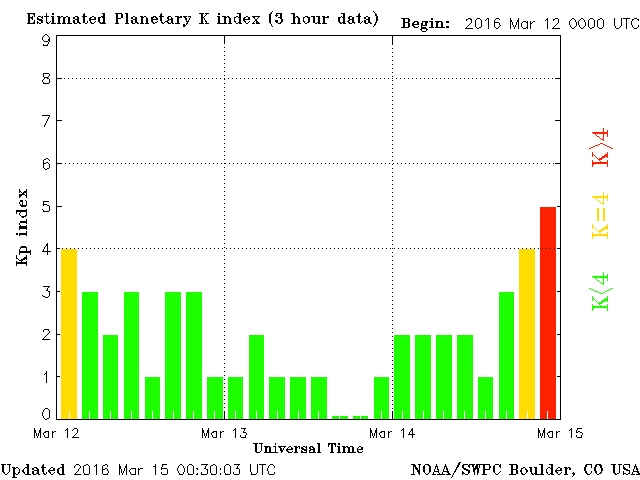 Estimated Planetary K index (3 hour data) Begin: 2016 Mar 12 0000 UTC
9
8
7
6
5
4
3
2
1
0
Kp index
K>4
K=4
K<4
Mar 12 Mar 13 Mar 14 Mar 15
Universal Time
Updated 2016 Mar 15 00:30:03 UTC NOAA/SWPC Boulder, CO USA